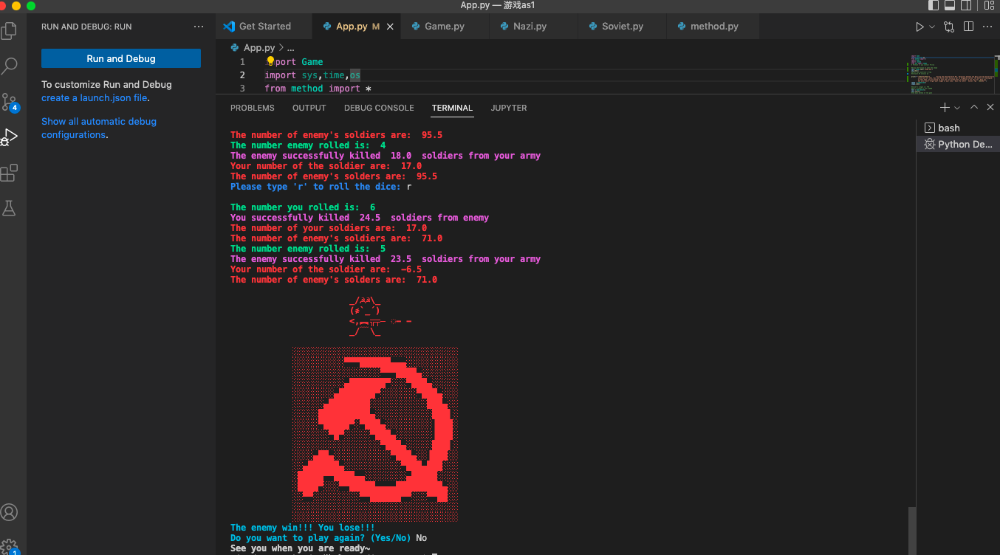 App.py — 游戏as1
RUN AND DEBUG: RUN
Get Started
App.py M
Game.py
Nazi.py
Soviet.py
method.py
Run and Debug
App.py > ...
1 import Game
2 import sys,time,os
3 from method import *
To customize Run and Debug
create a launch.json file.
Show all automatic debug
configurations.
4
1
PROBLEMS
OUTPUT
DEBUG CONSOLE
TERMINAL
JUPYTER
bash
Python De...
The number of enemy's soldiers are: 95.5
The number enemy rolled is: 4
The enemy successfully killed 18.0 soldiers from your army
Your number of the soldier are: 17.0
The number of enemy's solders are: 95.5
Please type 'r' to roll the dice: r
The number you rolled is: 6
You successfully killed 24.5 soldiers from enemy
The number of your soldiers are: 17.0
The number of enemy's soldiers are: 71.0
The number enemy rolled is: 5
The enemy successfully killed 23.5 soldiers from your army
Your number of the soldier are: -6.5
The number of enemy's solders are: 71.0
The enemy win!!! You lose!!!
Do you want to play again? (Yes/No) No
See you when you are ready~